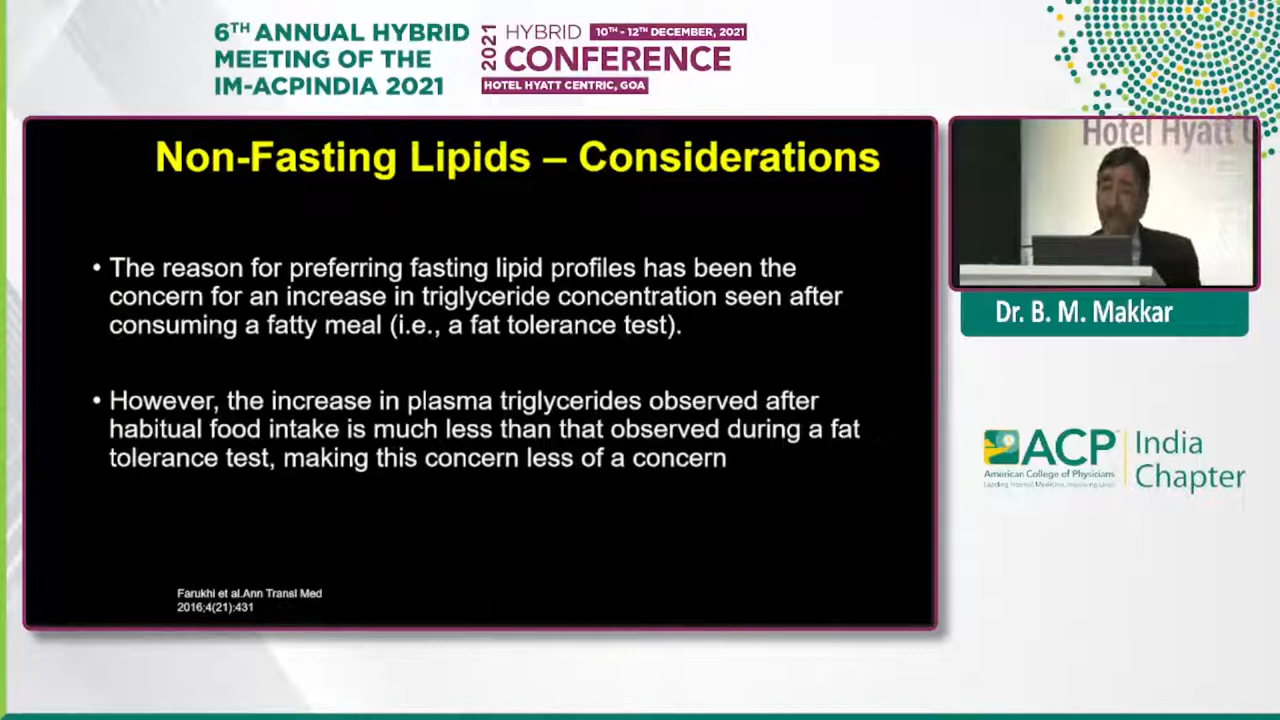 6TH ANNUAL HYBRID
MEETING OF THE
IM-ACPINDIA 2021
2021
HYBRID 10TH - 12TH DECEMBER, 2021
CONFERENCE
HOTEL HYATT CENTRIC, GOA
Non-Fasting Lipids – Considerations
• The reason for preferring fasting lipid profiles has been the
concern for an increase in triglyceride concentration seen after
consuming a fatty meal (i.e., a fat tolerance test).
• However, the increase in plasma triglycerides observed after
habitual food intake is much less than that observed during a fat
tolerance test, making this concern less of a concern
Farukhi et al.Ann Transl Med
2016;4(21):431
Hotel Hyatt
Dr. B. M. Makkar
ACP
American College of Physicians
Leading Internal Medicine, Improving Lives
India
Chapter